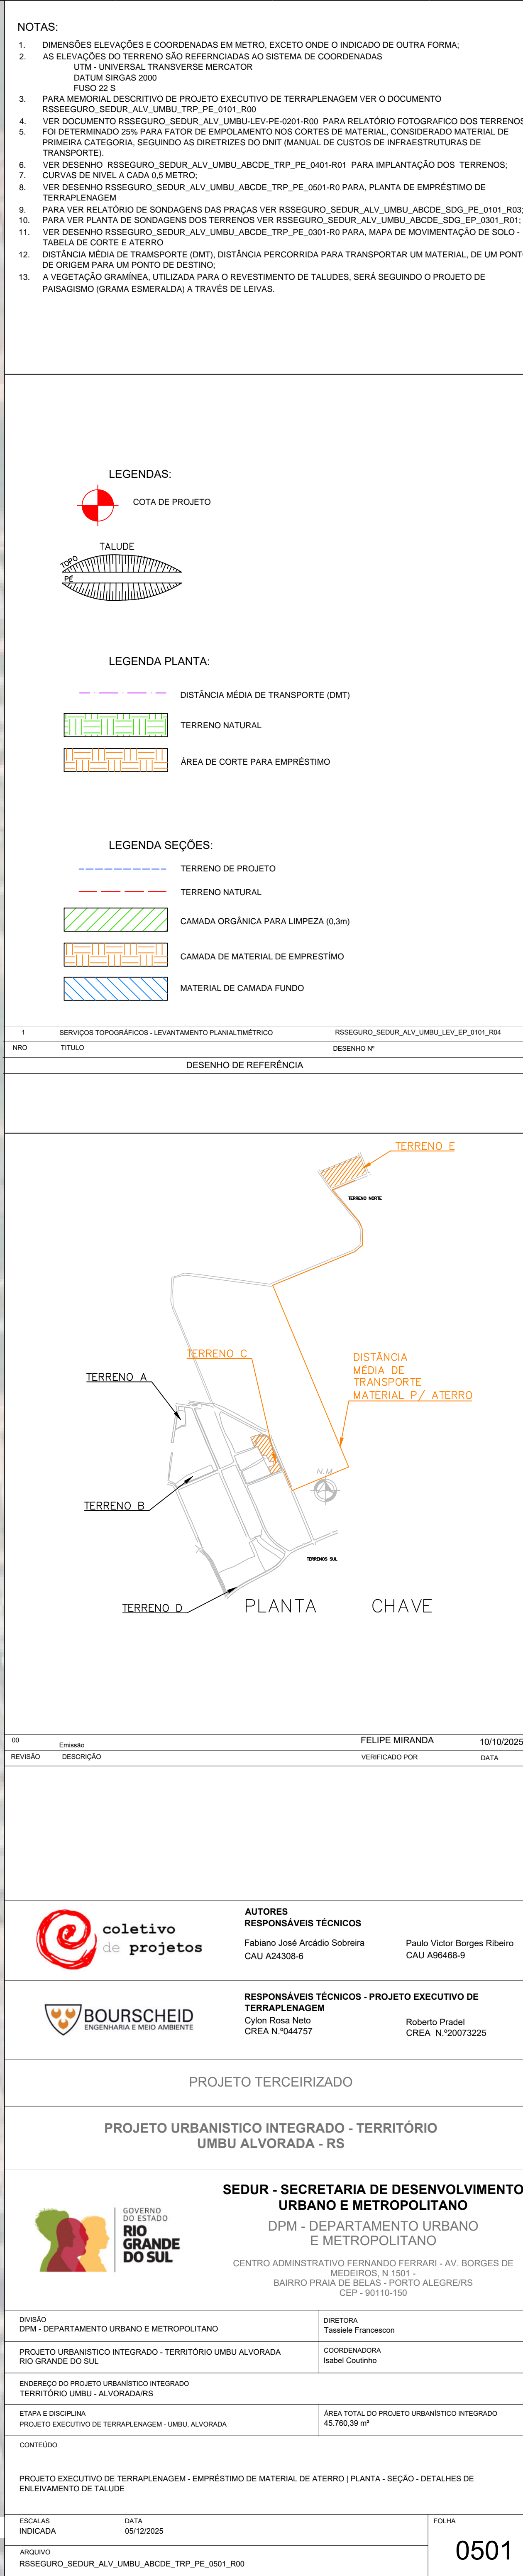 NOTAS:
1. DIMENSÕES ELEVAÇÕES E COORDENADAS EM METRO, EXCETO ONDE O INDICADO DE OUTRA FORMA;
2. AS ELEVAÇÕES DO TERRENO SÃO REFERNCIADAS AO SISTEMA DE COORDENADAS
UTM - UNIVERSAL TRANSVERSE MERCATOR
DATUM SIRGAS 2000
FUSO 22 S
3. PARA MEMORIAL DESCRITIVO DE PROJETO EXECUTIVO DE TERRAPLENAGEM VER O DOCUMENTO
RSSEEGURO_SEDUR_ALV_UMBU_TRP_PE_0101_R00
4. VER DOCUMENTO RSSEGURO_SEDUR_ALV_UMBU-LEV-PE-0201-R00 PARA RELATÓRIO FOTOGRAFICO DOS TERRENOS
5. FOI DETERMINADO 25% PARA FATOR DE EMPOLAMENTO NOS CORTES DE MATERIAL, CONSIDERADO MATERIAL DE
PRIMEIRA CATEGORIA, SEGUINDO AS DIRETRIZES DO DNIT (MANUAL DE CUSTOS DE INFRAESTRUTURAS DE
TRANSPORTE).
6. VER DESENHO RSSEGURO_SEDUR_ALV_UMBU_ABCDE_TRP_PE_0401-R01 PARA IMPLANTAÇÃO DOS TERRENOS;
7. CURVAS DE NIVEL A CADA 0,5 METRO;
8. VER DESENHO RSSEGURO_SEDUR_ALV_UMBU_ABCDE_TRP_PE_0501-R0 PARA, PLANTA DE EMPRÉSTIMO DE
TERRAPLENAGEM
9. PARA VER RELATÓRIO DE SONDAGENS DAS PRAÇAS VER RSSEGURO_SEDUR_ALV_UMBU_ABCDE_SDG_PE_0101_R03;
10. PARA VER PLANTA DE SONDAGENS DOS TERRENOS VER RSSEGURO_SEDUR_ALV_UMBU_ABCDE_SDG_EP_0301_R01;
11. VER DESENHO RSSEGURO_SEDUR_ALV_UMBU_ABCDE_TRP_PE_0301-R0 PARA, MAPA DE MOVIMENTAÇÃO DE SOLO -
TABELA DE CORTE E ATERRO
12. DISTÂNCIA MÉDIA DE TRANSPORTE (DMT), DISTÂNCIA PERCORRIDA PARA TRANSPORTAR UM MATERIAL, DE UM PONTO
DE ORIGEM PARA UM PONTO DE DESTINO;
13. A VEGETAÇÃO GRAMÍNEA, UTILIZADA PARA O REVESTIMENTO DE TALUDES, SERÁ SEGUINDO O PROJETO DE
PAISAGISMO (GRAMA ESMERALDA) A TRAVÉS DE LEIVAS.
LEGENDAS:
COTA DE PROJETO
TALUDE
TOPO
PÉ
LEGENDA PLANTA:
DISTÂNCIA MÉDIA DE TRANSPORTE (DMT)
TERRENO NATURAL
ÁREA DE CORTE PARA EMPRÉSTIMO
LEGENDA SEÇÕES:
TERRENO DE PROJETO
TERRENO NATURAL
CAMADA ORGÂNICA PARA LIMPEZA (0,3m)
CAMADA DE MATERIAL DE EMPRESTÍMO
MATERIAL DE CAMADA FUNDO
1 SERVIÇOS TOPOGRÁFICOS - LEVANTAMENTO PLANIALTIMÉTRICO RSSEGURO_SEDUR_ALV_UMBU_LEV_EP_0101_R04
NRO TITULO DESENHO Nº
DESENHO DE REFERÊNCIA
TERRENO E
TERRENO NORTE
TERRENO C
DISTÂNCIA
MÉDIA DE
TRANSPORTE
MATERIAL P/ ATERRO
TERRENO A
N.M
TERRENO B
TERRENOS SUL
TERRENO D
PLANTA CHAVE
00 Emissão FELIPE MIRANDA 10/10/2025
REVISÃO DESCRIÇÃO VERIFICADO POR DATA
coletivo
de projetos
AUTORES
RESPONSÁVEIS TÉCNICOS
Fabiano José Arcádio Sobreira Paulo Victor Borges Ribeiro
CAU A24308-6 CAU A96468-9
BOURSCHEID
ENGENHARIA E MEIO AMBIENTE
RESPONSÁVEIS TÉCNICOS - PROJETO EXECUTIVO DE
TERRAPLENAGEM
Cylon Rosa Neto Roberto Pradel
CREA N.º044757 CREA N.º20073225
PROJETO TERCEIRIZADO
PROJETO URBANISTICO INTEGRADO - TERRITÓRIO
UMBU ALVORADA - RS
GOVERNO
DO ESTADO
RIO
GRANDE
DO SUL
SEDUR - SECRETARIA DE DESENVOLVIMENTO
URBANO E METROPOLITANO
DPM - DEPARTAMENTO URBANO
E METROPOLITANO
CENTRO ADMINSTRATIVO FERNANDO FERRARI - AV. BORGES DE
MEDEIROS, N 1501 -
BAIRRO PRAIA DE BELAS - PORTO ALEGRE/RS
CEP - 90110-150
DIVISÃO
DPM - DEPARTAMENTO URBANO E METROPOLITANO
DIRETORA
Tassiele Francescon
PROJETO URBANISTICO INTEGRADO - TERRITÓRIO UMBU ALVORADA
RIO GRANDE DO SUL
COORDENADORA
Isabel Coutinho
ENDEREÇO DO PROJETO URBANÍSTICO INTEGRADO
TERRITÓRIO UMBU - ALVORADA/RS
ETAPA E DISCIPLINA
PROJETO EXECUTIVO DE TERRAPLENAGEM - UMBU, ALVORADA
ÁREA TOTAL DO PROJETO URBANÍSTICO INTEGRADO
45.760,39 m²
CONTEÚDO
PROJETO EXECUTIVO DE TERRAPLENAGEM - EMPRÉSTIMO DE MATERIAL DE ATERRO | PLANTA - SEÇÃO - DETALHES DE
ENLEIVAMENTO DE TALUDE
ESCALAS DATA
INDICADA 05/12/2025
FOLHA
0501
ARQUIVO
RSSEGURO_SEDUR_ALV_UMBU_ABCDE_TRP_PE_0501_R00